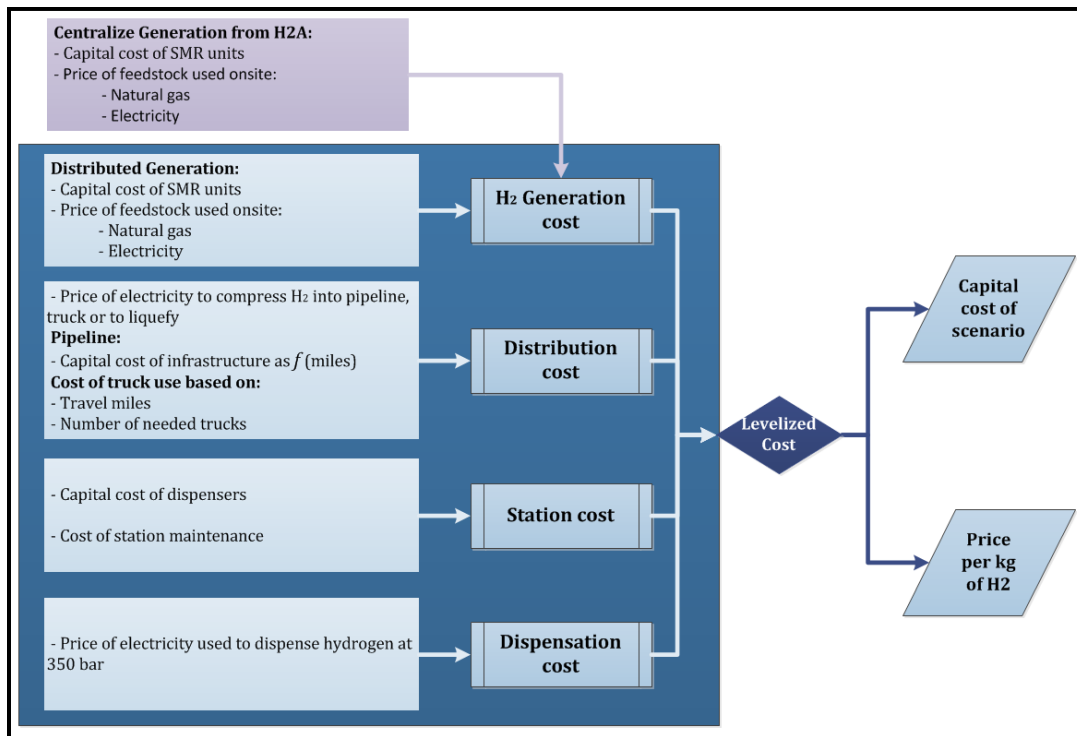 Centralize Generation from H2A:
- Capital cost of SMR units
- Price of feedstock used onsite:
- Natural gas
- Electricity
Distributed Generation:
- Capital cost of SMR units
- Price of feedstock used onsite:
- Natural gas
- Electricity
H2 Generation
cost
- Price of electricity to compress H2 into pipeline,
truck or to liquefy
Pipeline:
- Capital cost of infrastructure as f (miles)
Cost of truck use based on:
- Travel miles
- Number of needed trucks
Distribution
cost
- Capital cost of dispensers
- Cost of station maintenance
Station cost
- Price of electricity used to dispense hydrogen at
350 bar
Dispensation
cost
Levelized
Cost
Capital
cost of
scenario
Price
per kg
of H2